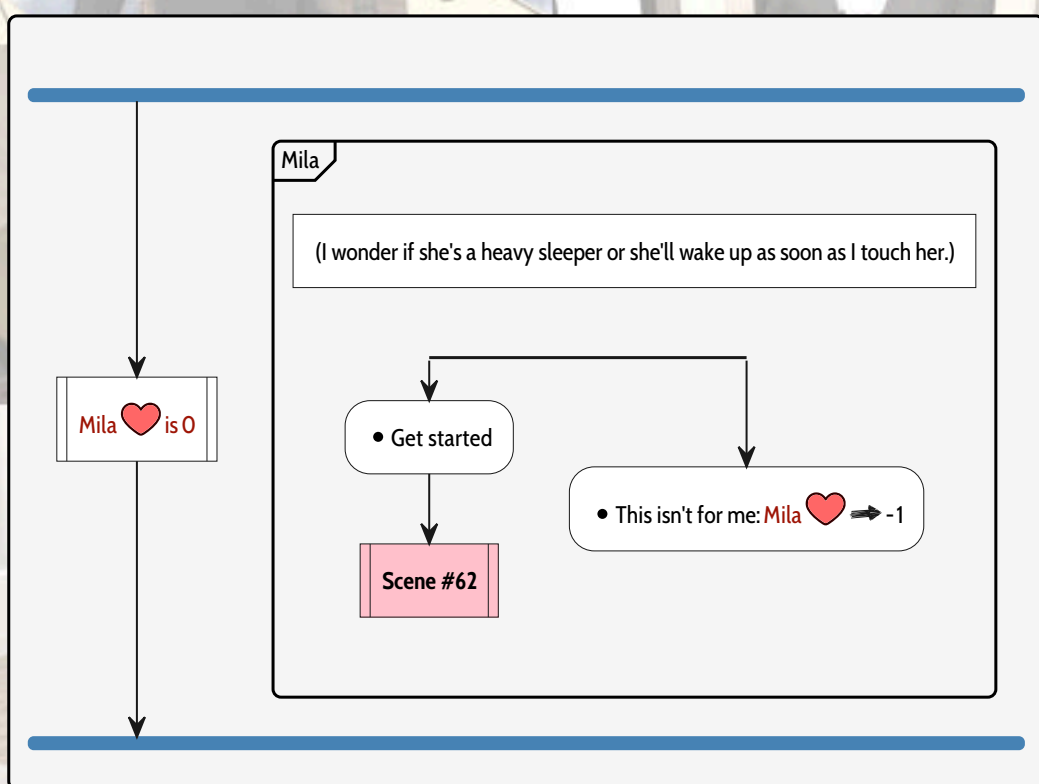 Mila
(I wonder if she's a heavy sleeper or she'll wake up as soon as I touch her.)
Mila is 0
• Get started
• This isn't for me: Mila -1
Scene #62